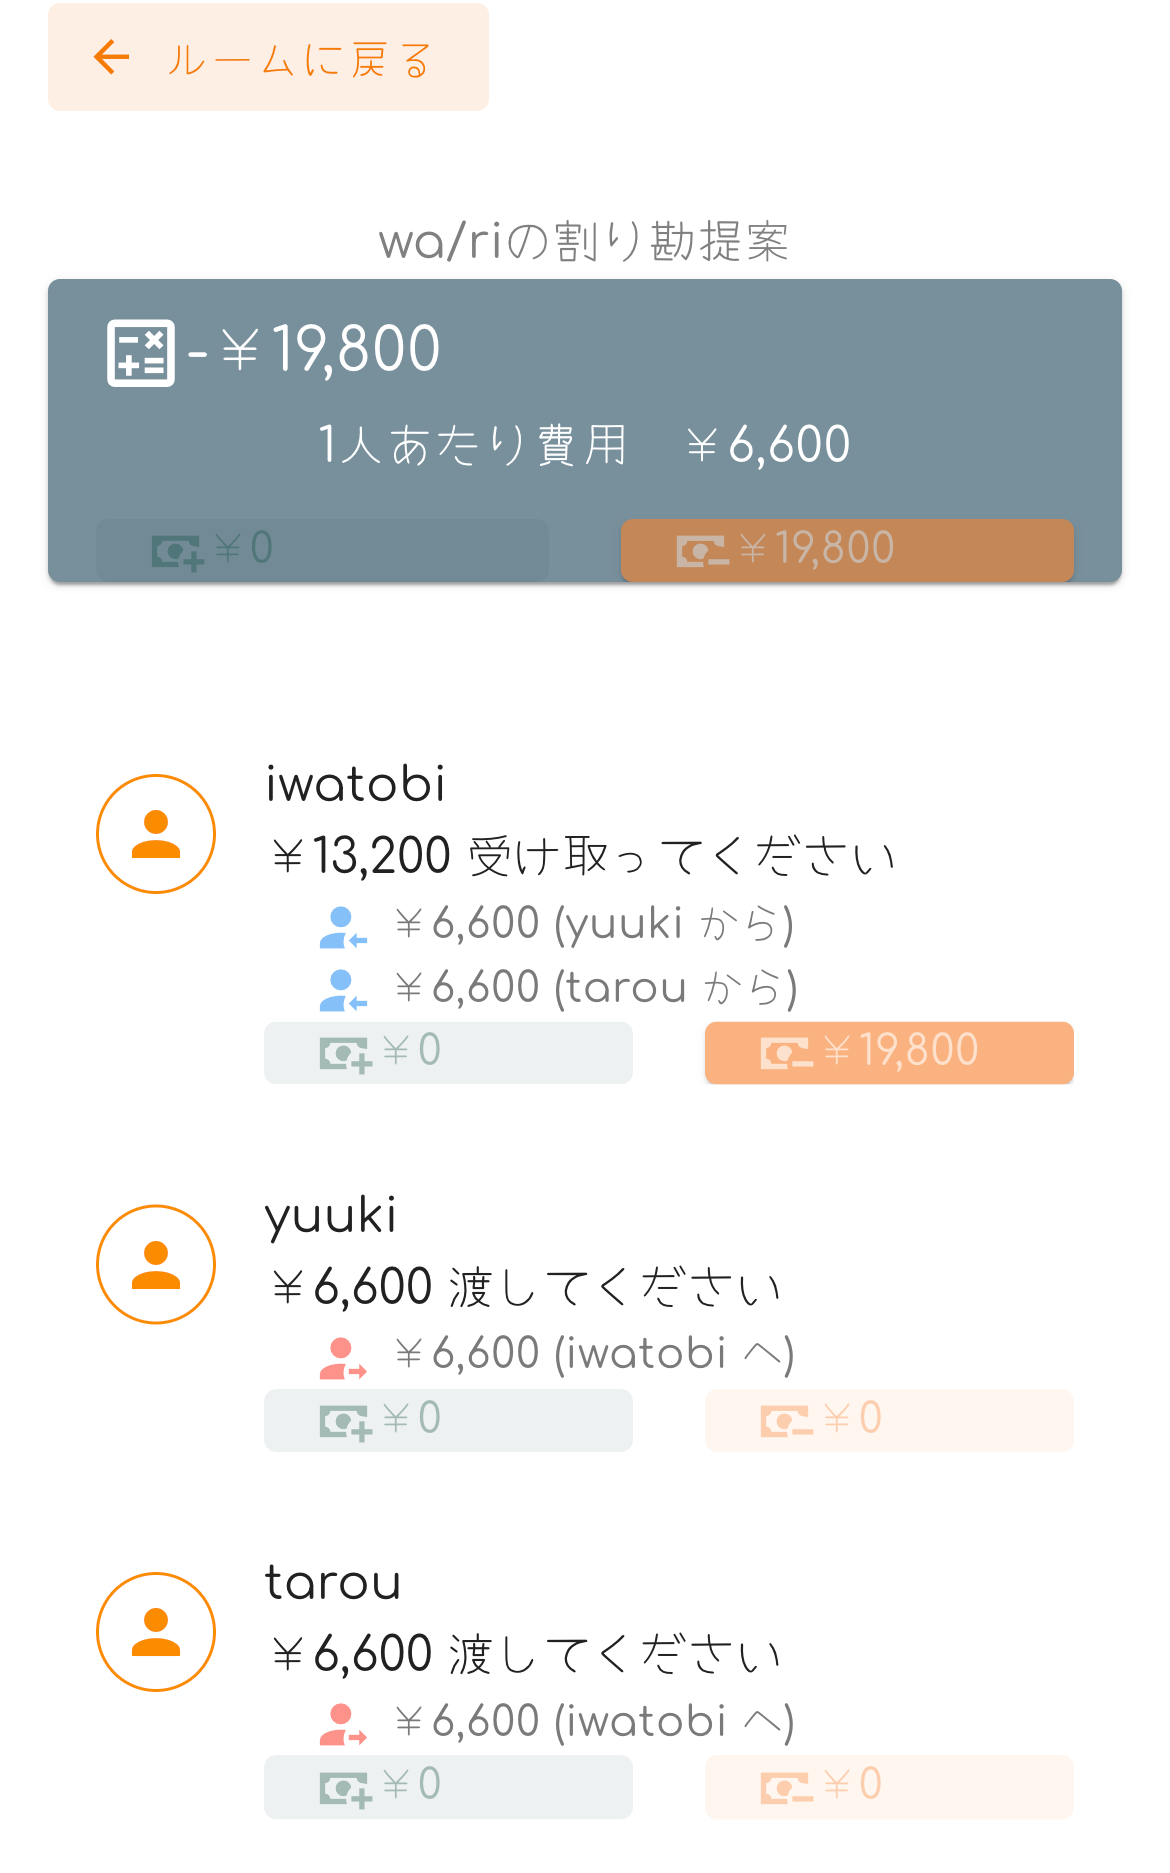 ルームに戻る
wa/riの割り勘提案
-￥19,800
1人あたり費用　￥6,600
￥0 ￥19,800
iwatobi
￥13,200 受け取ってください
￥6,600 (yuuki から)
￥6,600 (tarou から)
￥0 ￥19,800
yuuki
￥6,600 渡してください
￥6,600 (iwatobi へ)
￥0 ￥0
tarou
￥6,600 渡してください
￥6,600 (iwatobi へ)
￥0 ￥0